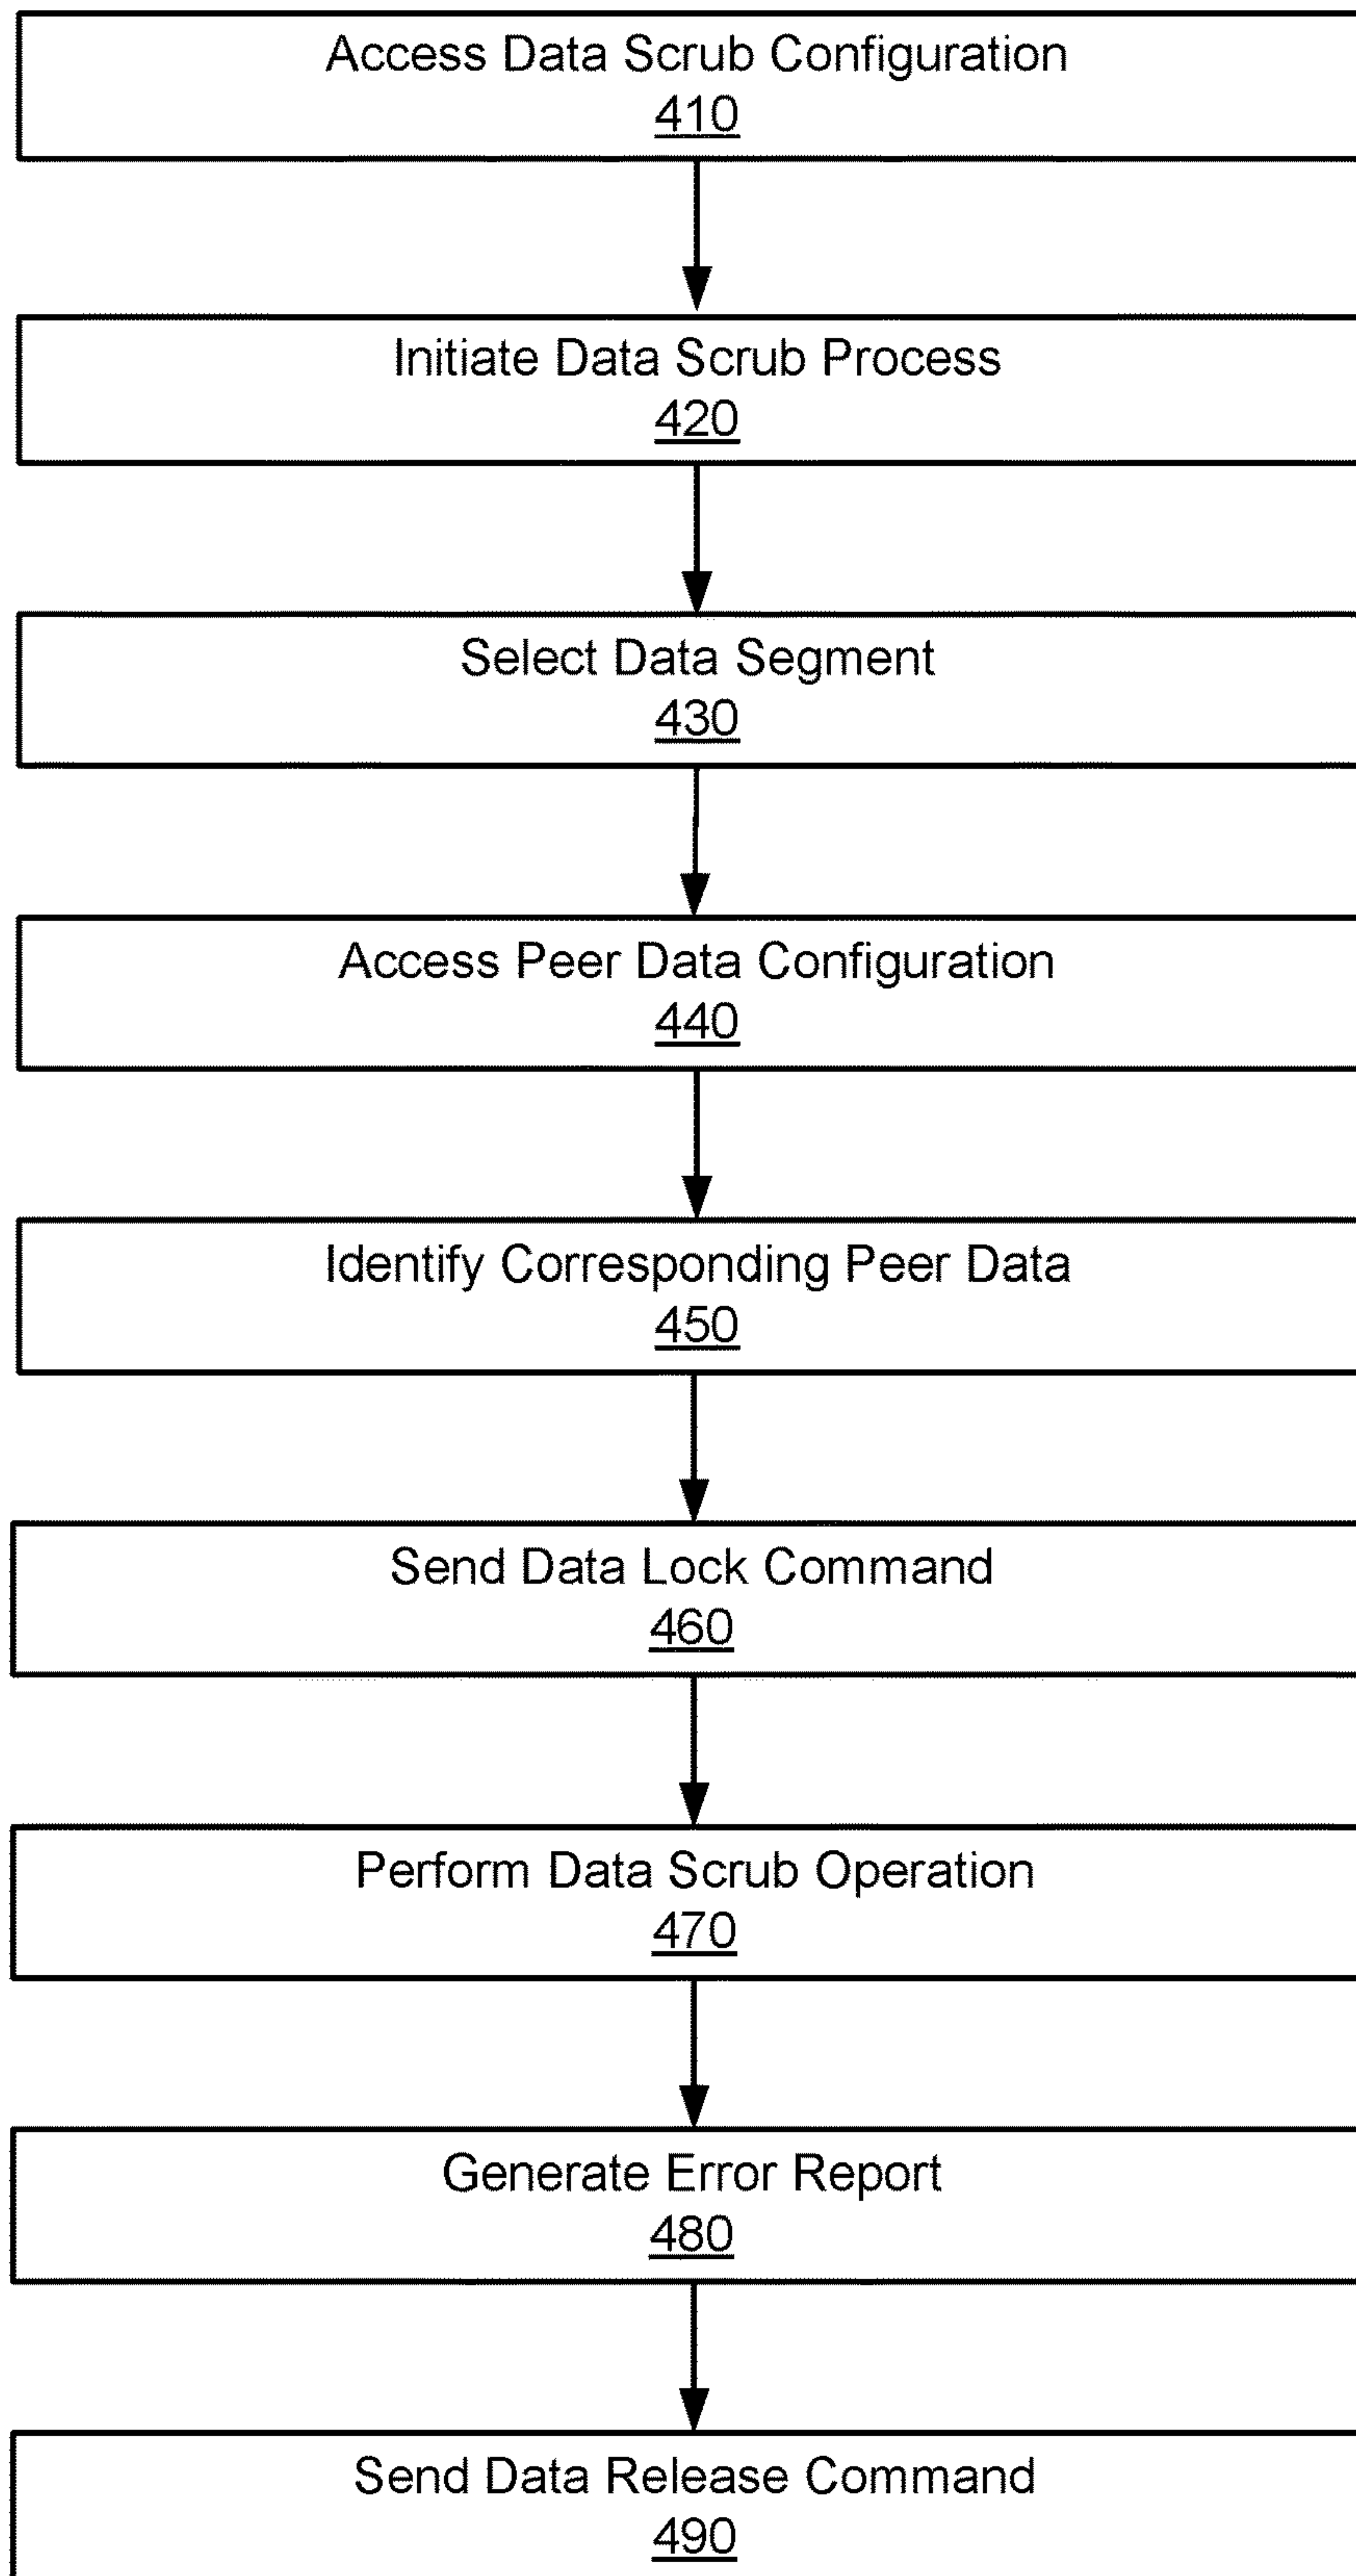 Access Data Scrub Configuration
410
Initiate Data Scrub Process
420
Select Data Segment
430
Access Peer Data Configuration
440
Identify Corresponding Peer Data
450
Send Data Lock Command
460
Perform Data Scrub Operation
470
Generate Error Report
480
Send Data Release Command
490